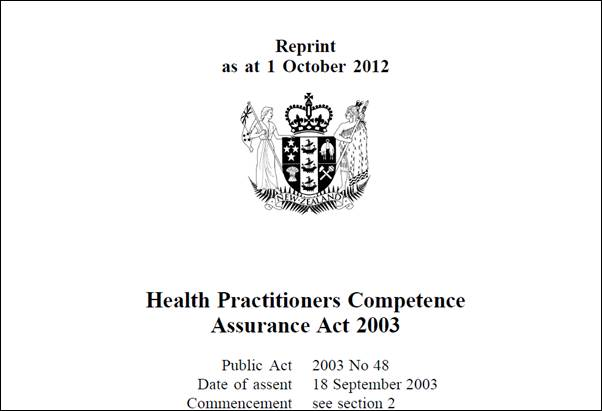 Reprint
as at 1 October 2012
NEW ZEALAND
Health Practitioners Competence
Assurance Act 2003
Public Act 2003 No 48
Date of assent 18 September 2003
Commencement see section 2